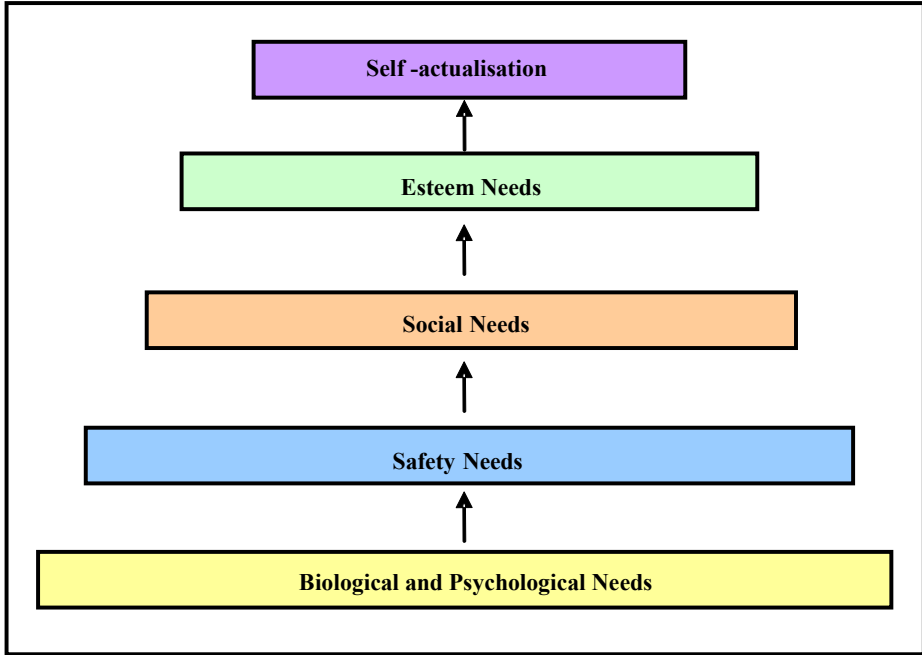 Self -actualisation
Esteem Needs
Social Needs
Safety Needs
Biological and Psychological Needs